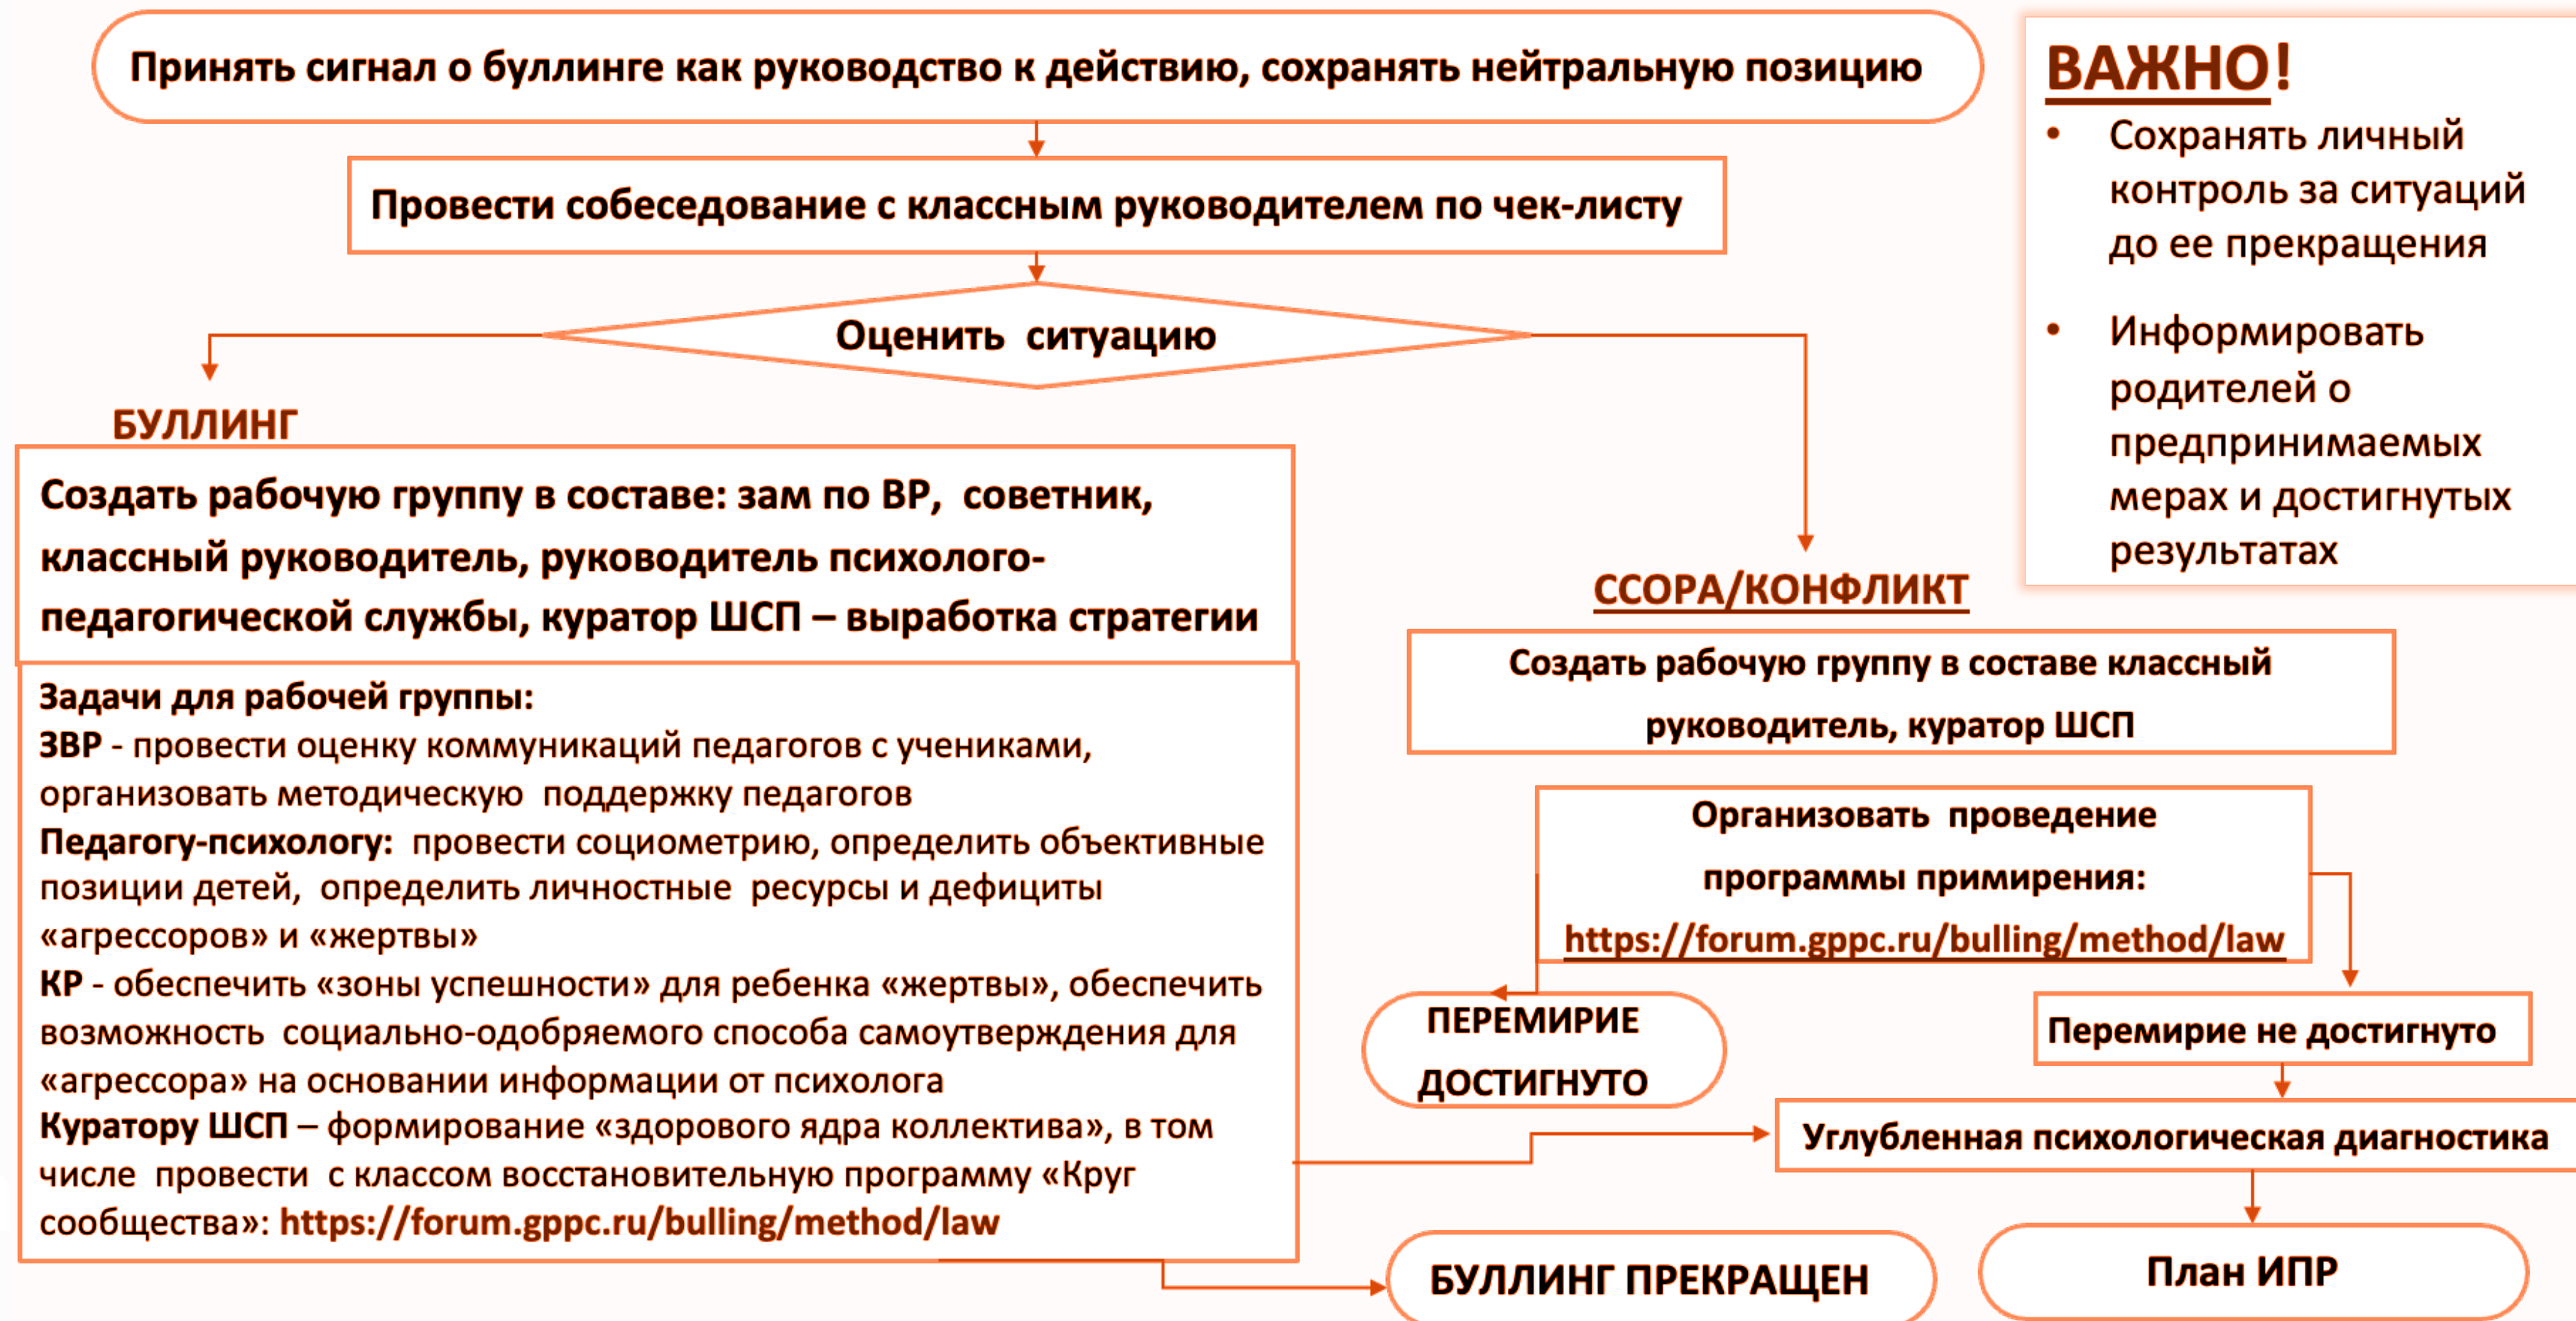 Принять сигнал о буллинге как руководство к действию, сохранять нейтральную позицию
Провести собеседование с классным руководителем по чек-листу
Оценить ситуацию
ВАЖНО!
• Сохранять личный
контроль за ситуаций
до ее прекращения
• Информировать
родителей о
предпринимаемых
мерах и достигнутых
результатах
БУЛЛИНГ
Создать рабочую группу в составе: зам по ВР, советник,
классный руководитель, руководитель психолого-
педагогической службы, куратор ШСП – выработка стратегии
Задачи для рабочей группы:
ЗВР - провести оценку коммуникаций педагогов с учениками,
организовать методическую поддержку педагогов
Педагогу-психологу: провести социометрию, определить объективные
позиции детей, определить личностные ресурсы и дефициты
«агрессоров» и «жертвы»
КР - обеспечить «зоны успешности» для ребенка «жертвы», обеспечить
возможность социально-одобряемого способа самоутверждения для
«агрессора» на основании информации от психолога
Куратору ШСП – формирование «здорового ядра коллектива», в том
числе провести с классом восстановительную программу «Круг
сообщества»: https://forum.gppc.ru/bulling/method/law
ССОРА/КОНФЛИКТ
Создать рабочую группу в составе классный
руководитель, куратор ШСП
Организовать проведение
программы примирения:
https://forum.gppc.ru/bulling/method/law
ПЕРЕМИРИЕ
ДОСТИГНУТО
Перемирие не достигнуто
Углубленная психологическая диагностика
БУЛЛИНГ ПРЕКРАЩЕН
План ИПР